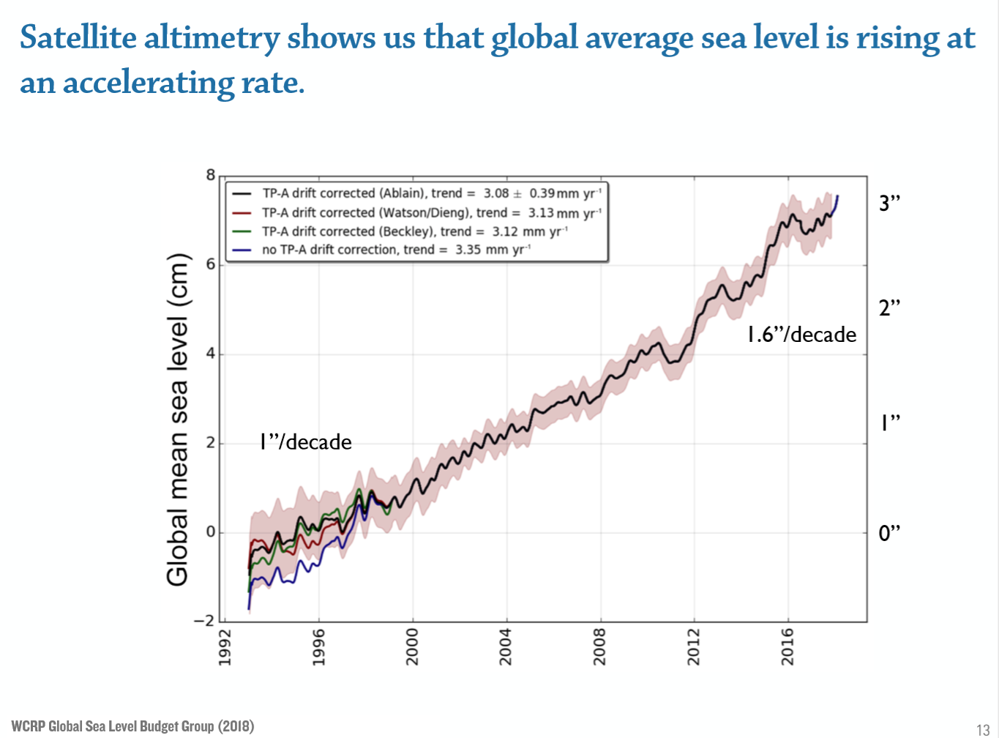 Satellite altimetry shows us that global average sea level is rising at
an accelerating rate.
8
TP-A drift corrected (Ablain), trend = 3.08 ± 0.39 mm yr⁻¹
TP-A drift corrected (Watson/Dieng), trend = 3.13 mm yr⁻¹
TP-A drift corrected (Beckley), trend = 3.12 mm yr⁻¹
no TP-A drift correction, trend = 3.35 mm yr⁻¹
3”
6
2”
1.6”/decade
4
Global mean sea level (cm)
1”
1”/decade
2
0
0”
−2
1992
1996
2000
2004
2008
2012
2016
WCRP Global Sea Level Budget Group (2018)
13